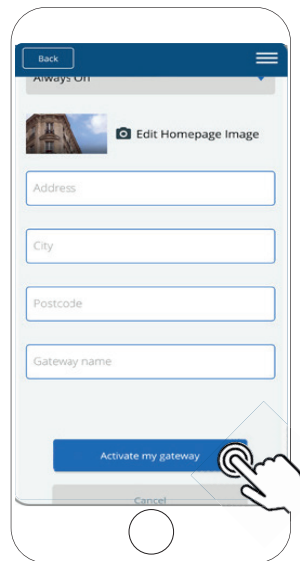 Back
Always On
Edit Homepage Image
Address
City
Postcode
Gateway name
Activate my gateway
Cancel